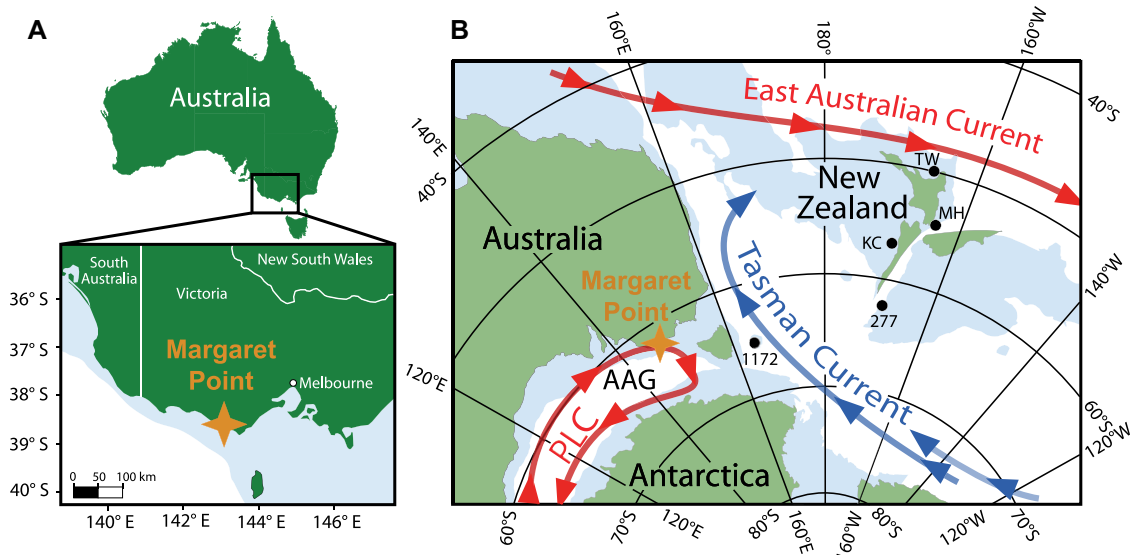 A
Australia
South
Australia
New South Wales
Victoria
Margaret
Point
Melbourne
36° S
37° S
38° S
39° S
40° S
0 50 100 km
140° E
142° E
144° E
146° E
B
160°E
180°
160°W
140°E
40°S
40°S
East Australian Current
TW
New
Zealand
MH
KC
Australia
140°W
Margaret
Point
277
1172
Tasman Current
120°E
AAG
PLC
60°S
120°W
Antarctica
60°S
70°S
120°E
80°S
160°E
160°W
80°S
120°W
70°S